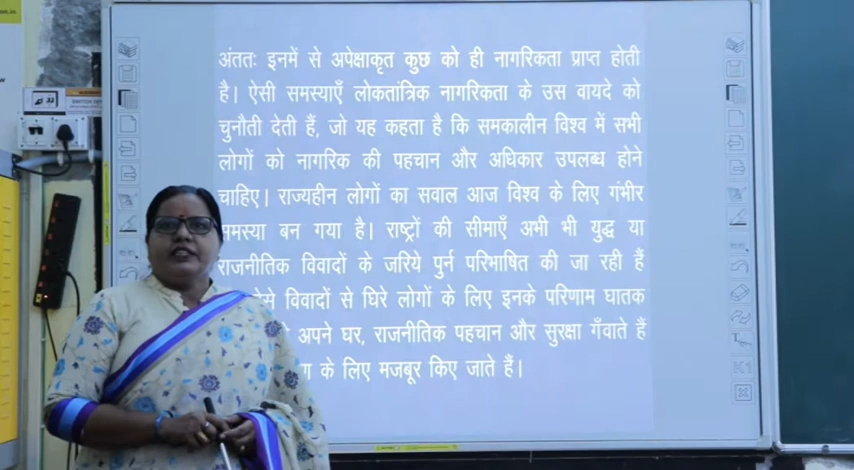 अंततः इनमें से अपेक्षाकृत कुछ को ही नागरिकता प्राप्त होती
है। ऐसी समस्याएँ लोकतांत्रिक नागरिकता के उस वायदे को
चुनौती देती हैं, जो यह कहता है कि समकालीन विश्व में सभी
लोगों को नागरिक की पहचान और अधिकार उपलब्ध होने
चाहिए। राज्यहीन लोगों का सवाल आज विश्व के लिए गंभीर
समस्या बन गया है। राष्ट्रों की सीमाएँ अभी भी युद्ध या
राजनीतिक विवादों के जरिये पुर्न परिभाषित की जा रही हैं
विवादों से घिरे लोगों के लिए इनके परिणाम घातक
अपने घर, राजनीतिक पहचान और सुरक्षा गँवाते हैं
के लिए मजबूर किए जाते हैं।
K1